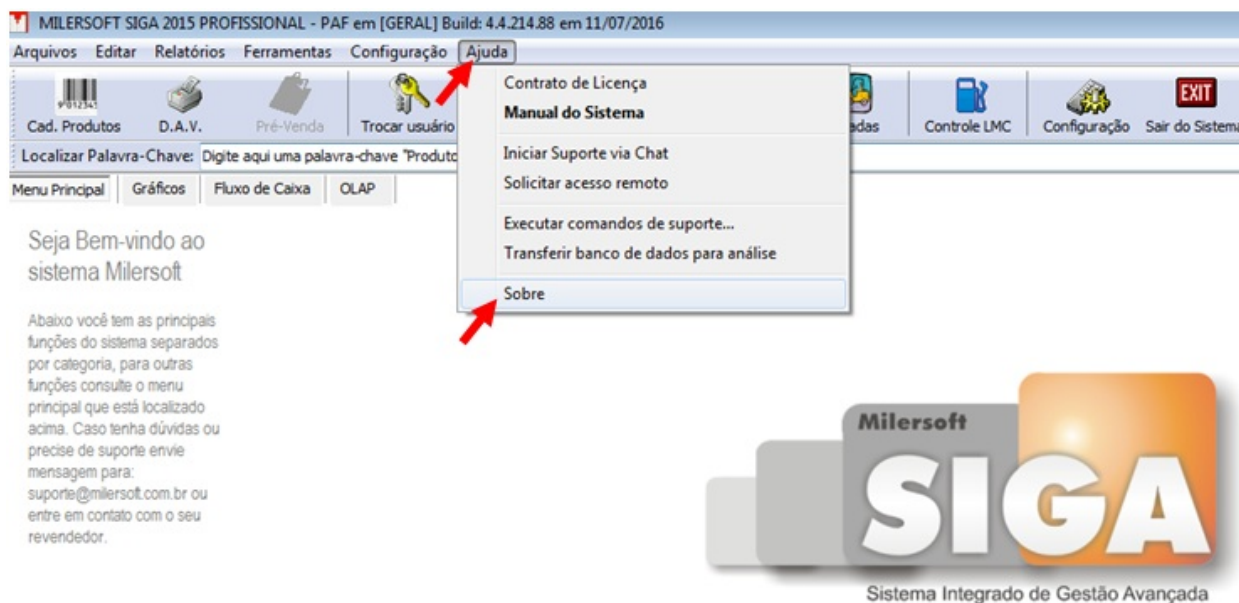 MILERSOFT SIGA 2015 PROFISSIONAL - PAF em [GERAL] Build: 4.4.214.88 em 11/07/2016
Arquivos Editar Relatórios Ferramentas Configuração Ajuda
Cad. Produtos D.A.V. Pré-Venda Trocar usuário Controle LMC Configuração EXIT Sair do Sistema
Localizar Palavra-Chave: Digite aqui uma palavra-chave "Produto
Menu Principal Gráficos Fluxo de Caixa OLAP
Contrato de Licença
Manual do Sistema
Iniciar Suporte via Chat
Solicitar acesso remoto
Executar comandos de suporte...
Transferir banco de dados para análise
Sobre
Seja Bem-vindo ao
sistema Milersoft
Abaixo você tem as principais
funções do sistema separados
por categoria, para outras
funções consulte o menu
principal que está localizado
acima. Caso tenha dúvidas ou
precise de suporte envie
mensagem para:
suporte@milersoft.com.br ou
entre em contato com o seu
revendedor.
Milersoft
SIGA
Sistema Integrado de Gestão Avançada